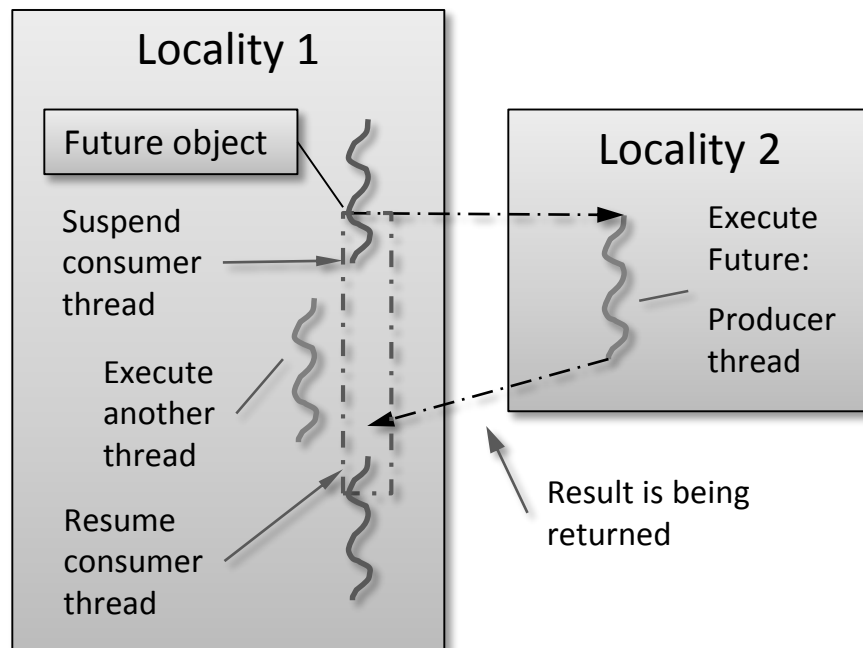 Locality 1
Future object
Suspend
consumer
thread
Execute
another
thread
Resume
consumer
thread
Locality 2
Execute
Future:
Producer
thread
Result is being
returned